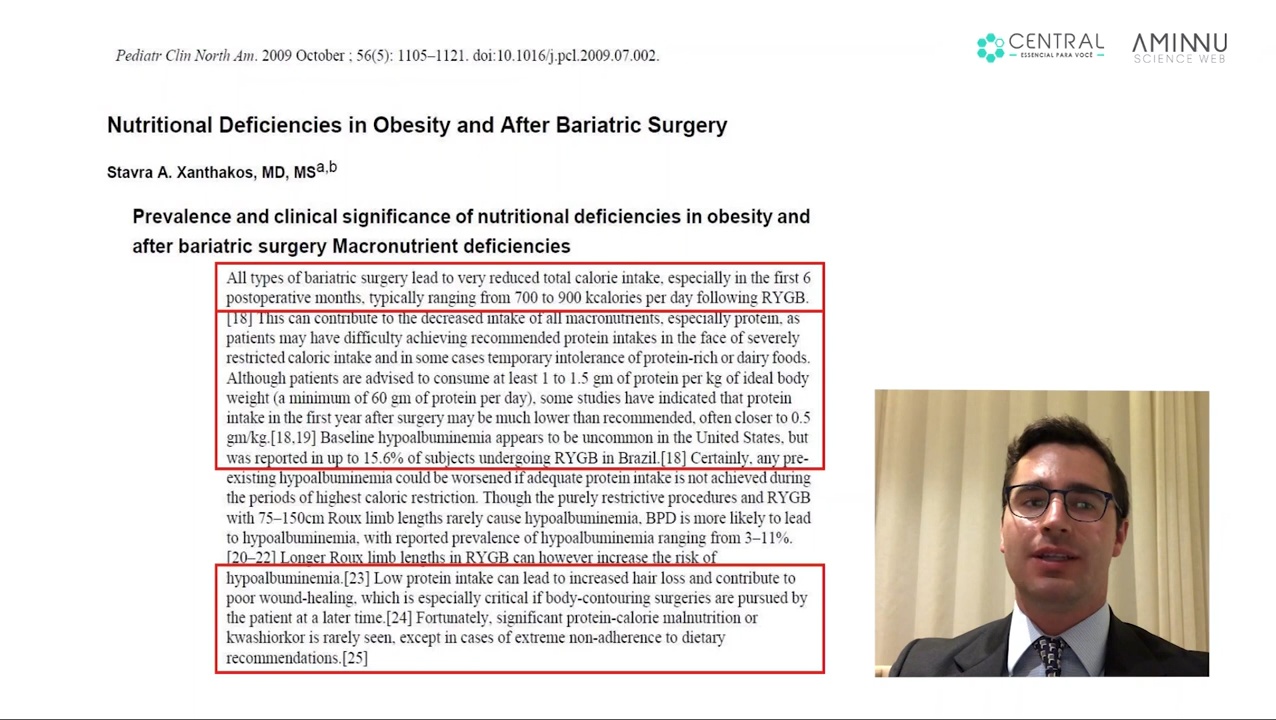 Pediatr Clin North Am. 2009 October ; 56(5): 1105–1121. doi:10.1016/j.pcl.2009.07.002.
CENTRAL
ESSENCIAL PARA VOCÊ
AMINNU
SCIENCE WEB
Nutritional Deficiencies in Obesity and After Bariatric Surgery
Stavra A. Xanthakos, MD, MSa,b
Prevalence and clinical significance of nutritional deficiencies in obesity and
after bariatric surgery Macronutrient deficiencies
All types of bariatric surgery lead to very reduced total calorie intake, especially in the first 6
postoperative months, typically ranging from 700 to 900 kcalories per day following RYGB.
[18] This can contribute to the decreased intake of all macronutrients, especially protein, as
patients may have difficulty achieving recommended protein intakes in the face of severely
restricted caloric intake and in some cases temporary intolerance of protein-rich or dairy foods.
Although patients are advised to consume at least 1 to 1.5 gm of protein per kg of ideal body
weight (a minimum of 60 gm of protein per day), some studies have indicated that protein
intake in the first year after surgery may be much lower than recommended, often closer to 0.5
gm/kg.[18,19] Baseline hypoalbuminemia appears to be uncommon in the United States, but
was reported in up to 15.6% of subjects undergoing RYGB in Brazil.[18] Certainly, any pre-
existing hypoalbuminemia could be worsened if adequate protein intake is not achieved during
the periods of highest caloric restriction. Though the purely restrictive procedures and RYGB
with 75–150cm Roux limb lengths rarely cause hypoalbuminemia, BPD is more likely to lead
to hypoalbuminemia, with reported prevalence of hypoalbuminemia ranging from 3–11%.
[20–22] Longer Roux limb lengths in RYGB can however increase the risk of
hypoalbuminemia.[23] Low protein intake can lead to increased hair loss and contribute to
poor wound-healing, which is especially critical if body-contouring surgeries are pursued by
the patient at a later time.[24] Fortunately, significant protein-calorie malnutrition or
kwashiorkor is rarely seen, except in cases of extreme non-adherence to dietary
recommendations.[25]